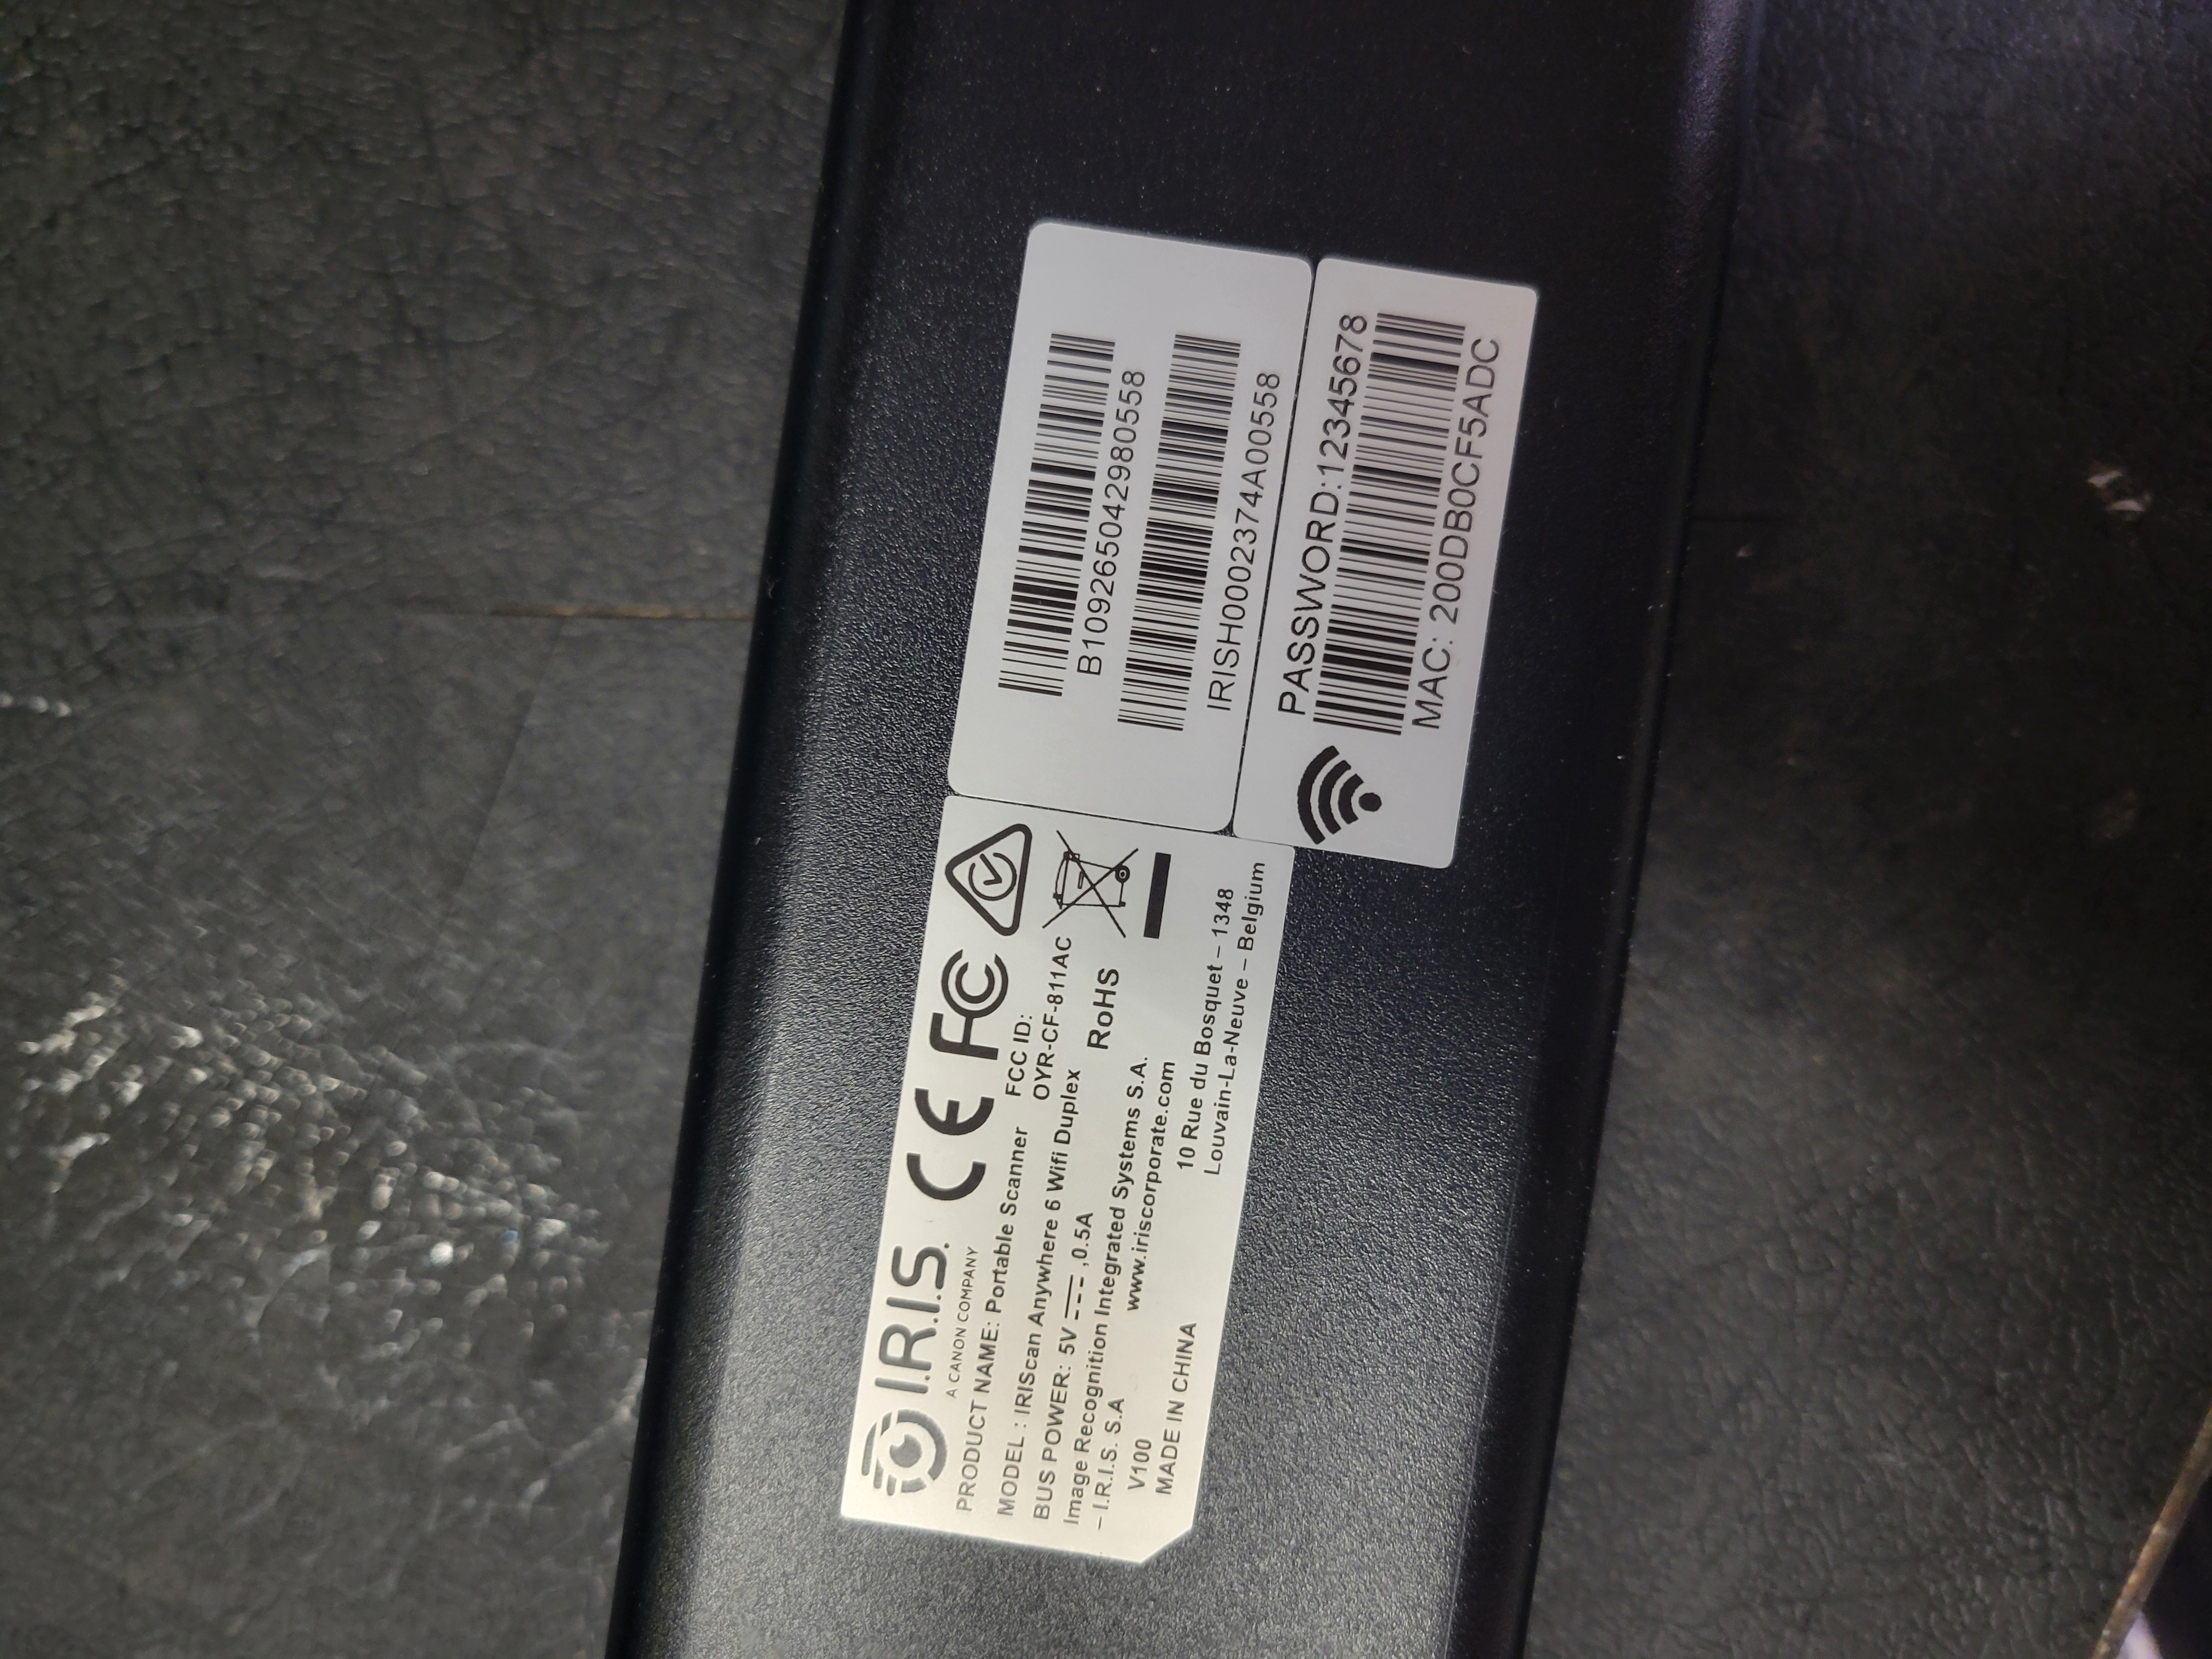 I.R.I.S.
A CANON COMPANY
CE FC
PRODUCT NAME: Portable Scanner
FCC ID:
OYR-CF-811AC
MODEL : IRIScan Anywhere 6 Wifi Duplex
BUS POWER: 5V ⎓ ,0.5A
RoHS
Image Recognition Integrated Systems S.A.
– I.R.I.S. S.A
www.iriscorporate.com
V100
10 Rue du Bosquet – 1348
Louvain-La-Neuve – Belgium
MADE IN CHINA
B109265042980558
IRISH0002374A00558
PASSWORD:12345678
MAC: 200DB0CF5ADC